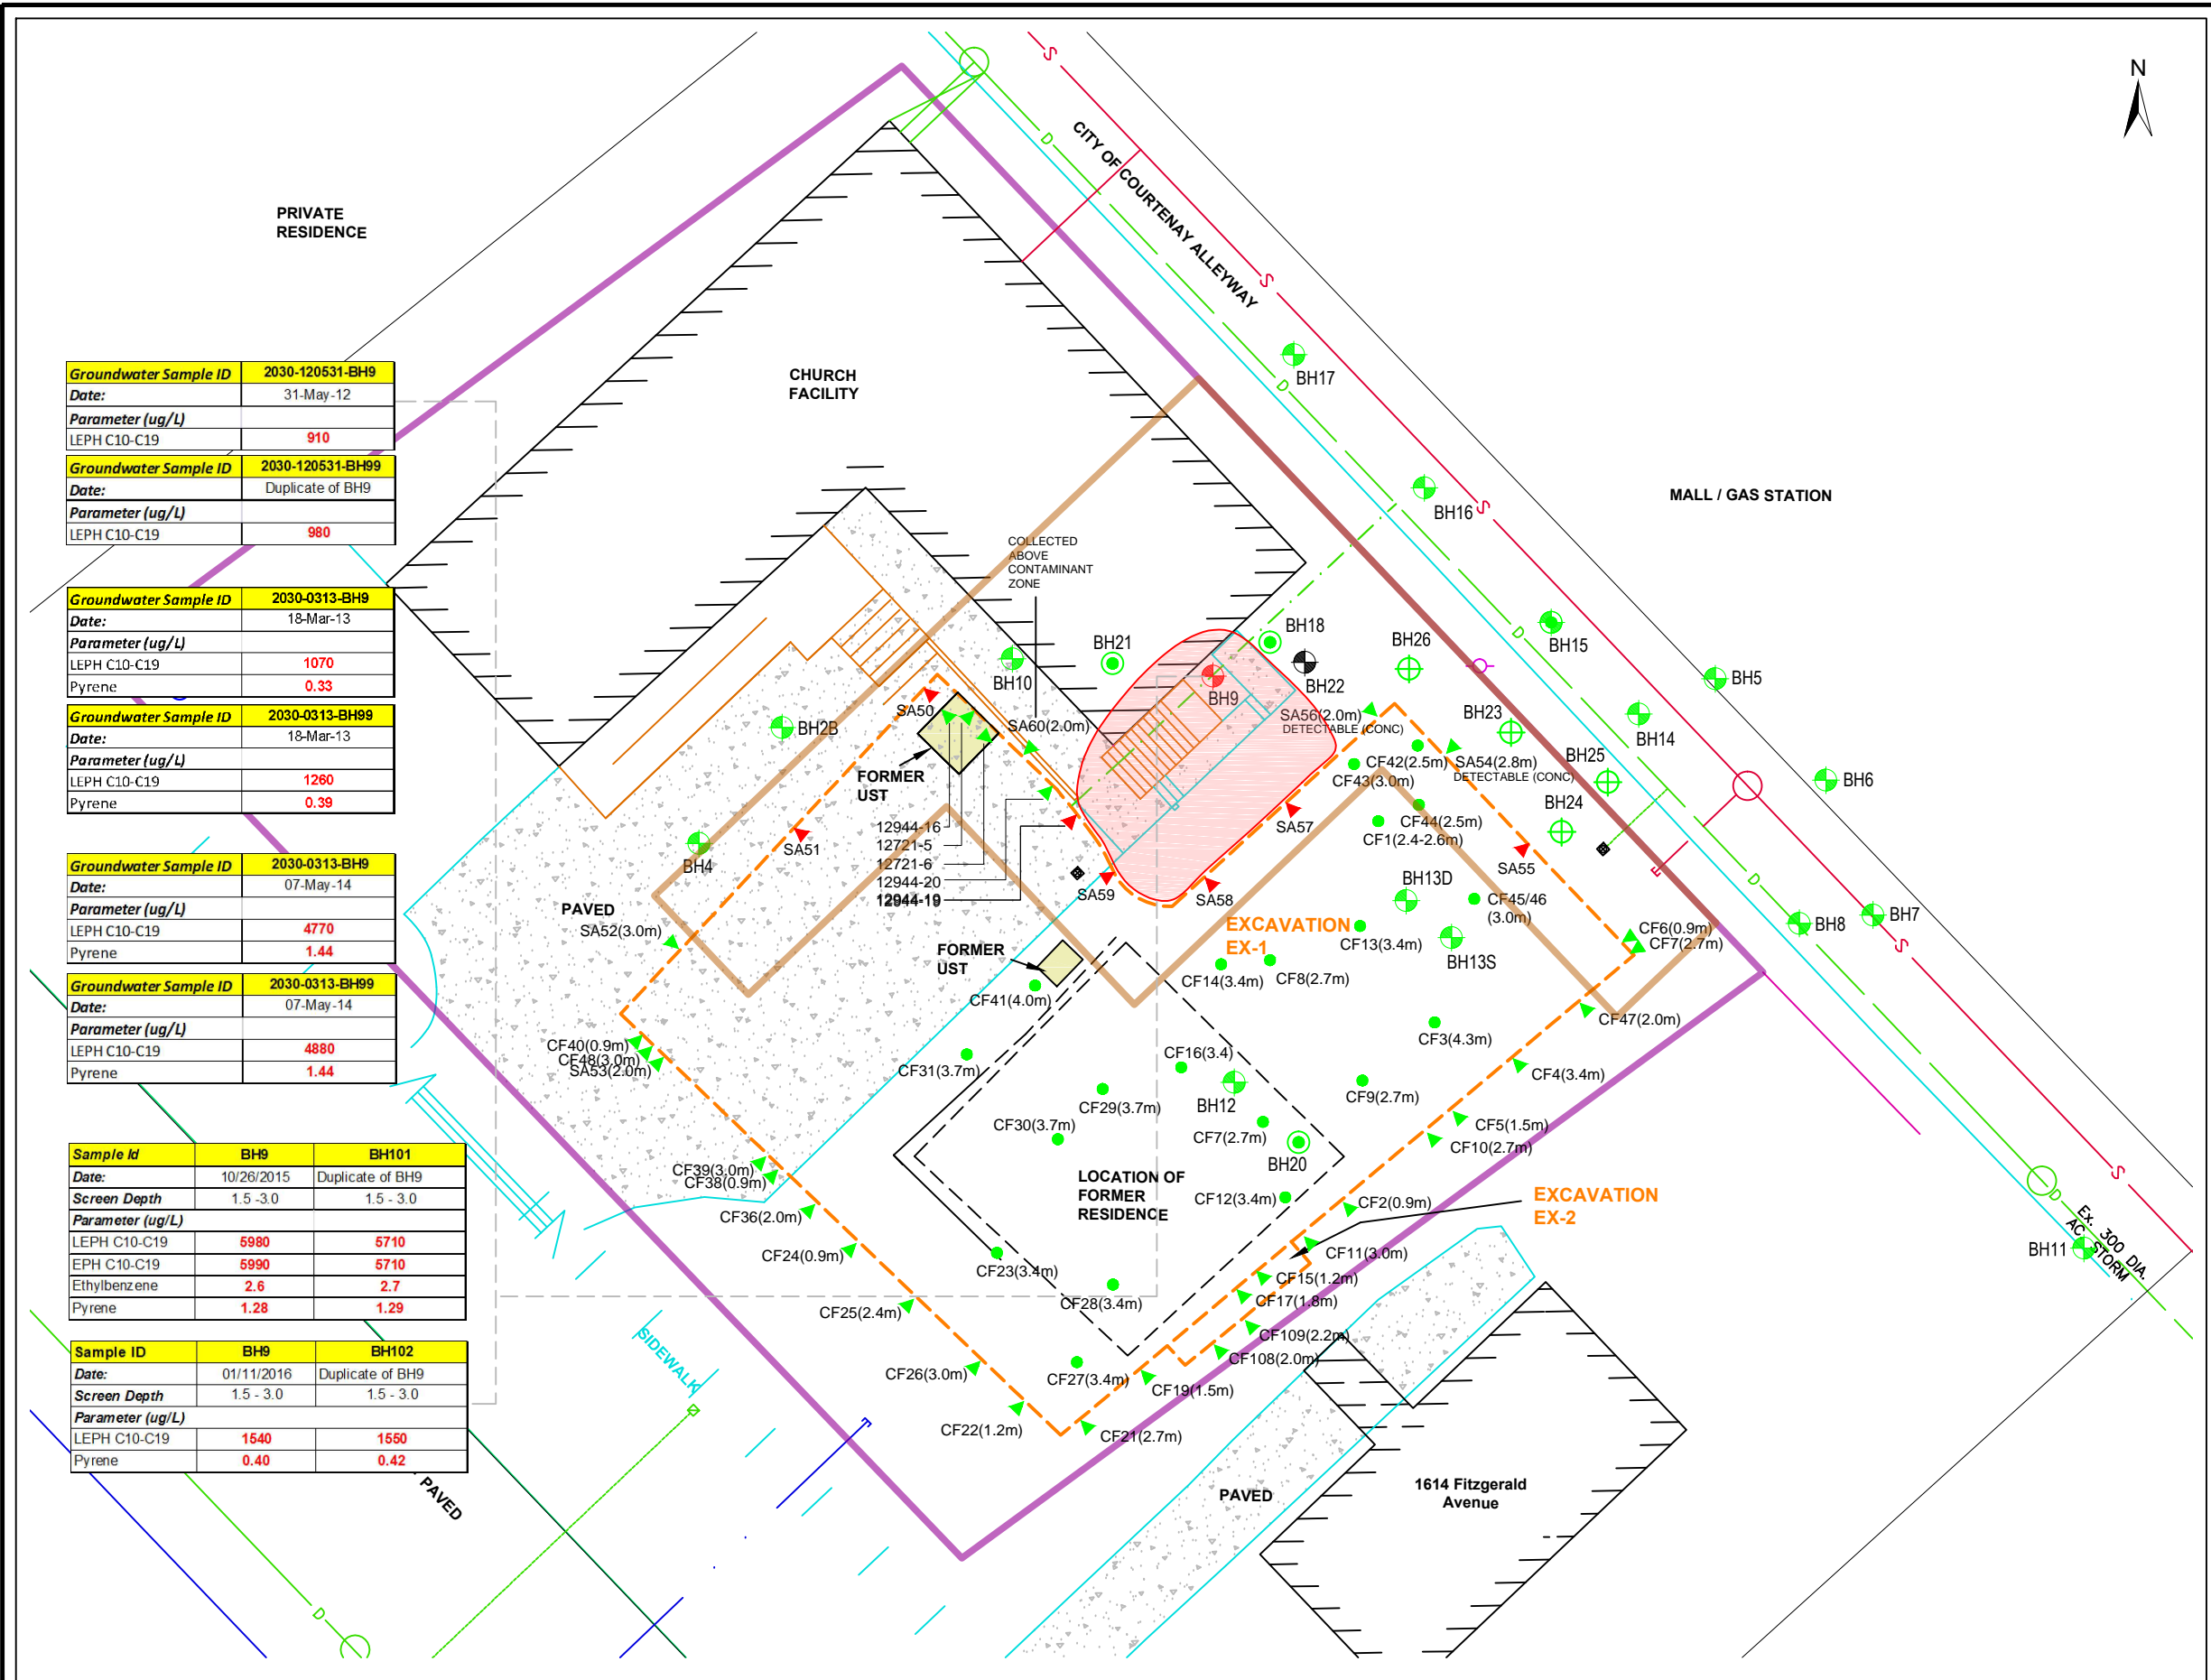 N
CITY OF COURTENAY ALLEYWAY
PRIVATE
RESIDENCE
CHURCH
FACILITY
MALL / GAS STATION
Groundwater Sample ID 2030-120531-BH9
Date: 31-May-12
Parameter (ug/L)
LEPH C10-C19 910
Groundwater Sample ID 2030-120531-BH99
Date: Duplicate of BH9
Parameter (ug/L)
LEPH C10-C19 980
Groundwater Sample ID 2030-0313-BH9
Date: 18-Mar-13
Parameter (ug/L)
LEPH C10-C19 1070
Pyrene 0.33
Groundwater Sample ID 2030-0313-BH99
Date: 18-Mar-13
Parameter (ug/L)
LEPH C10-C19 1260
Pyrene 0.39
Groundwater Sample ID 2030-0313-BH9
Date: 07-May-14
Parameter (ug/L)
LEPH C10-C19 4770
Pyrene 1.44
Groundwater Sample ID 2030-0313-BH99
Date: 07-May-14
Parameter (ug/L)
LEPH C10-C19 4880
Pyrene 1.44
Sample Id BH9 BH101
Date: 10/26/2015 Duplicate of BH9
Screen Depth 1.5 -3.0 1.5 - 3.0
Parameter (ug/L)
LEPH C10-C19 5980 5710
EPH C10-C19 5990 5710
Ethylbenzene 2.6 2.7
Pyrene 1.28 1.29
Sample ID BH9 BH102
Date: 01/11/2016 Duplicate of BH9
Screen Depth 1.5 - 3.0 1.5 - 3.0
Parameter (ug/L)
LEPH C10-C19 1540 1550
Pyrene 0.40 0.42
COLLECTED
ABOVE
CONTAMINANT
ZONE
BH17
BH16
BH15
BH5
BH14
BH6
BH7
BH8
BH11
BH18
BH21
BH10
BH26
BH22
BH9
BH23
BH25
BH24
BH2B
BH4
SA50
SA60(2.0m)
SA56(2.0m)
DETECTABLE (CONC)
CF42(2.5m)
SA54(2.8m)
DETECTABLE (CONC)
CF43(3.0m)
CF44(2.5m)
CF1(2.4-2.6m)
SA57
SA55
SA51
FORMER
UST
12944-16
12721-5
12721-6
12944-20
12944-19
SA59
SA58
BH13D
CF45/46
(3.0m)
PAVED
SA52(3.0m)
EXCAVATION
EX-1
CF13(3.4m)
BH13S
CF6(0.9m)
CF7(2.7m)
FORMER
UST
CF14(3.4m)
CF8(2.7m)
CF41(4.0m)
CF47(2.0m)
CF3(4.3m)
CF40(0.9m)
CF48(3.0m)
SA53(2.0m)
CF31(3.7m)
CF16(3.4)
CF4(3.4m)
CF29(3.7m)
BH12
CF9(2.7m)
CF30(3.7m)
CF7(2.7m)
CF5(1.5m)
CF10(2.7m)
BH20
CF39(3.0m)
CF38(0.9m)
LOCATION OF
FORMER
RESIDENCE
CF12(3.4m)
CF2(0.9m)
EXCAVATION
EX-2
CF36(2.0m)
CF24(0.9m)
CF23(3.4m)
CF11(3.0m)
CF15(1.2m)
CF28(3.4m)
CF17(1.8m)
CF25(2.4m)
CF109(2.2m)
CF108(2.0m)
CF26(3.0m)
CF27(3.4m)
CF19(1.5m)
CF22(1.2m)
CF21(2.7m)
SIDEWALK
PAVED
PAVED
1614 Fitzgerald
Avenue
Ex. 300 DIA.
AC STORM
D
D
D
D
D
D
D
S
S
S
S
S